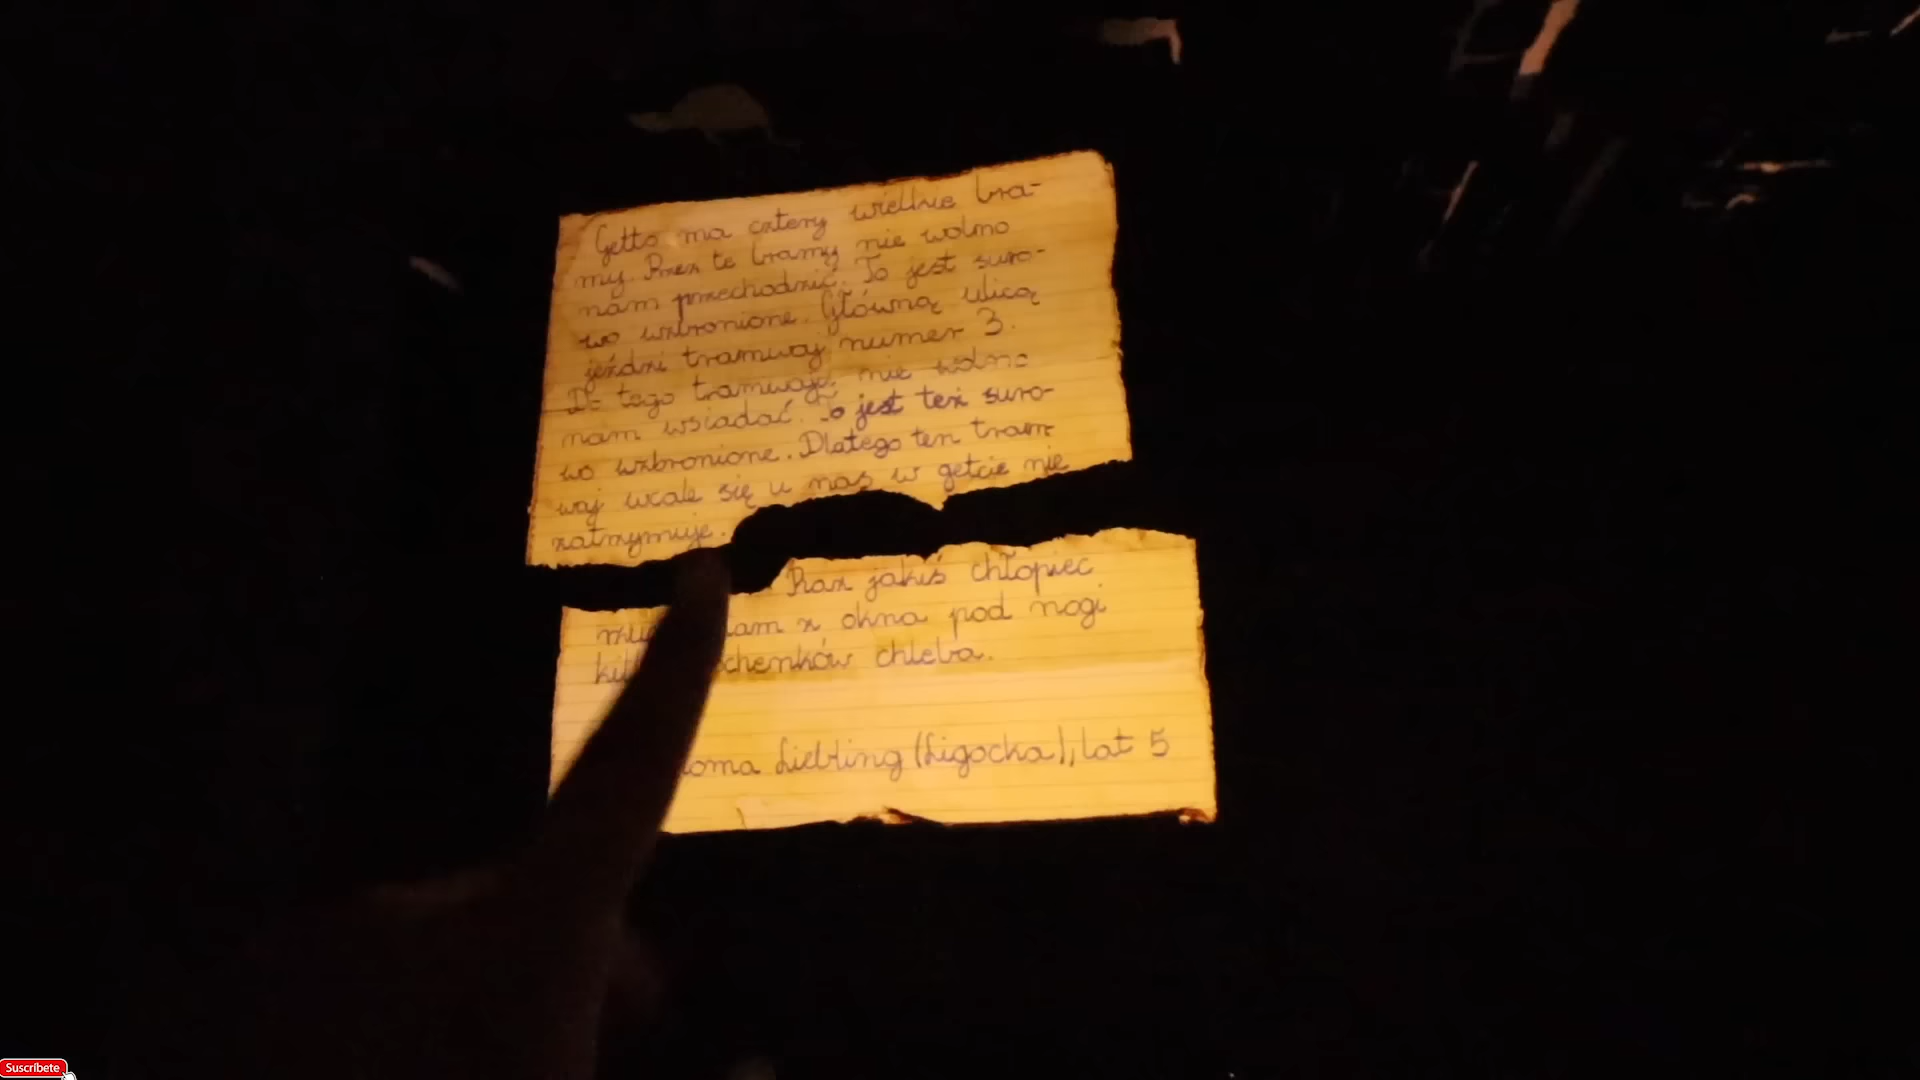 Getto ma cztery wielkie bra-
my. Przez te bramy nie wolno
nam przechodzić. To jest suro-
wo wzbronione. Główną ulicą
jeździ tramwaj numer 3.
Do tego tramwaju nie wolno
nam wsiadać. To jest też suro-
wo wzbronione. Dlatego ten tram-
waj wcale się u nas w getcie nie
zatrzymuje.
Raz jakiś chłopiec
nam z okna pod nogi
chleba.
Liebling (Ligocka), lat 5
Suscríbete